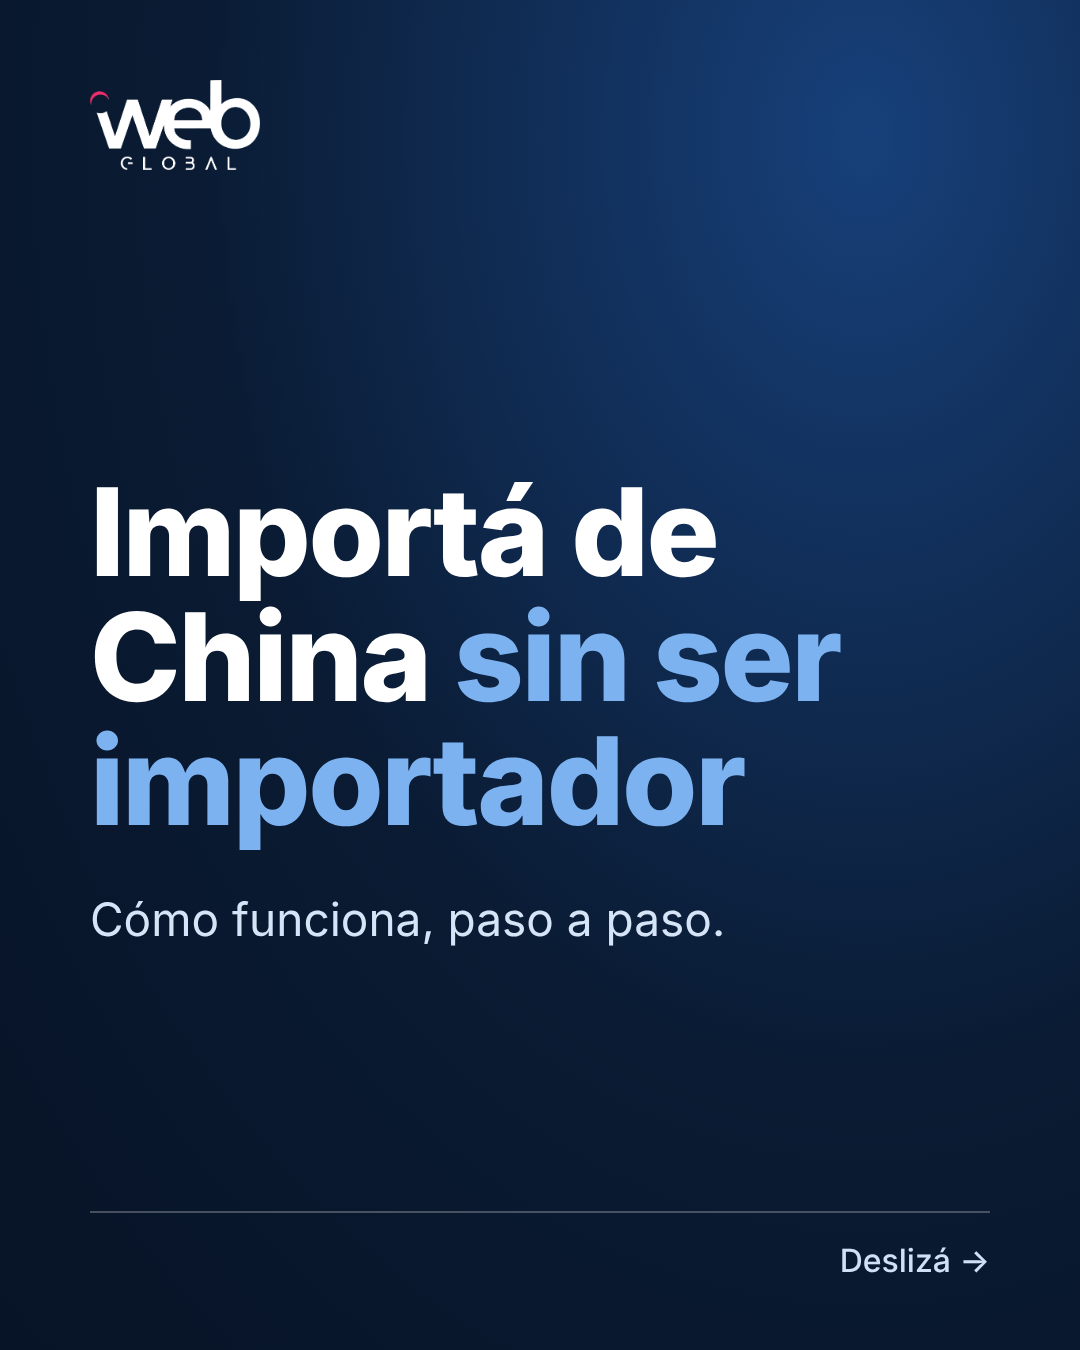 web
GLOBAL
Importá de
China sin ser
importador
Cómo funciona, paso a paso.
Deslizá →